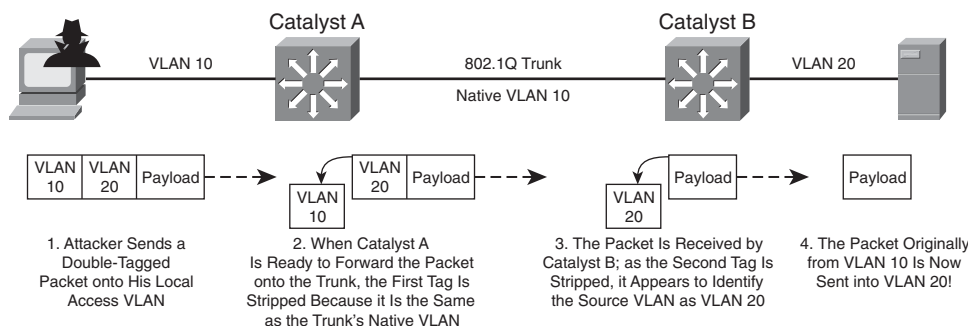 Catalyst A
Catalyst B
VLAN 10
802.1Q Trunk
VLAN 20
Native VLAN 10
VLAN
10
VLAN
20
Payload
VLAN
10
VLAN
20
Payload
VLAN
20
Payload
Payload
1. Attacker Sends a
Double-Tagged
Packet onto His Local
Access VLAN
2. When Catalyst A
Is Ready to Forward the Packet
onto the Trunk, the First Tag Is
Stripped Because it Is the Same
as the Trunk's Native VLAN
3. The Packet Is Received by
Catalyst B; as the Second Tag Is
Stripped, it Appears to Identify
the Source VLAN as VLAN 20
4. The Packet Originally
from VLAN 10 Is Now
Sent into VLAN 20!